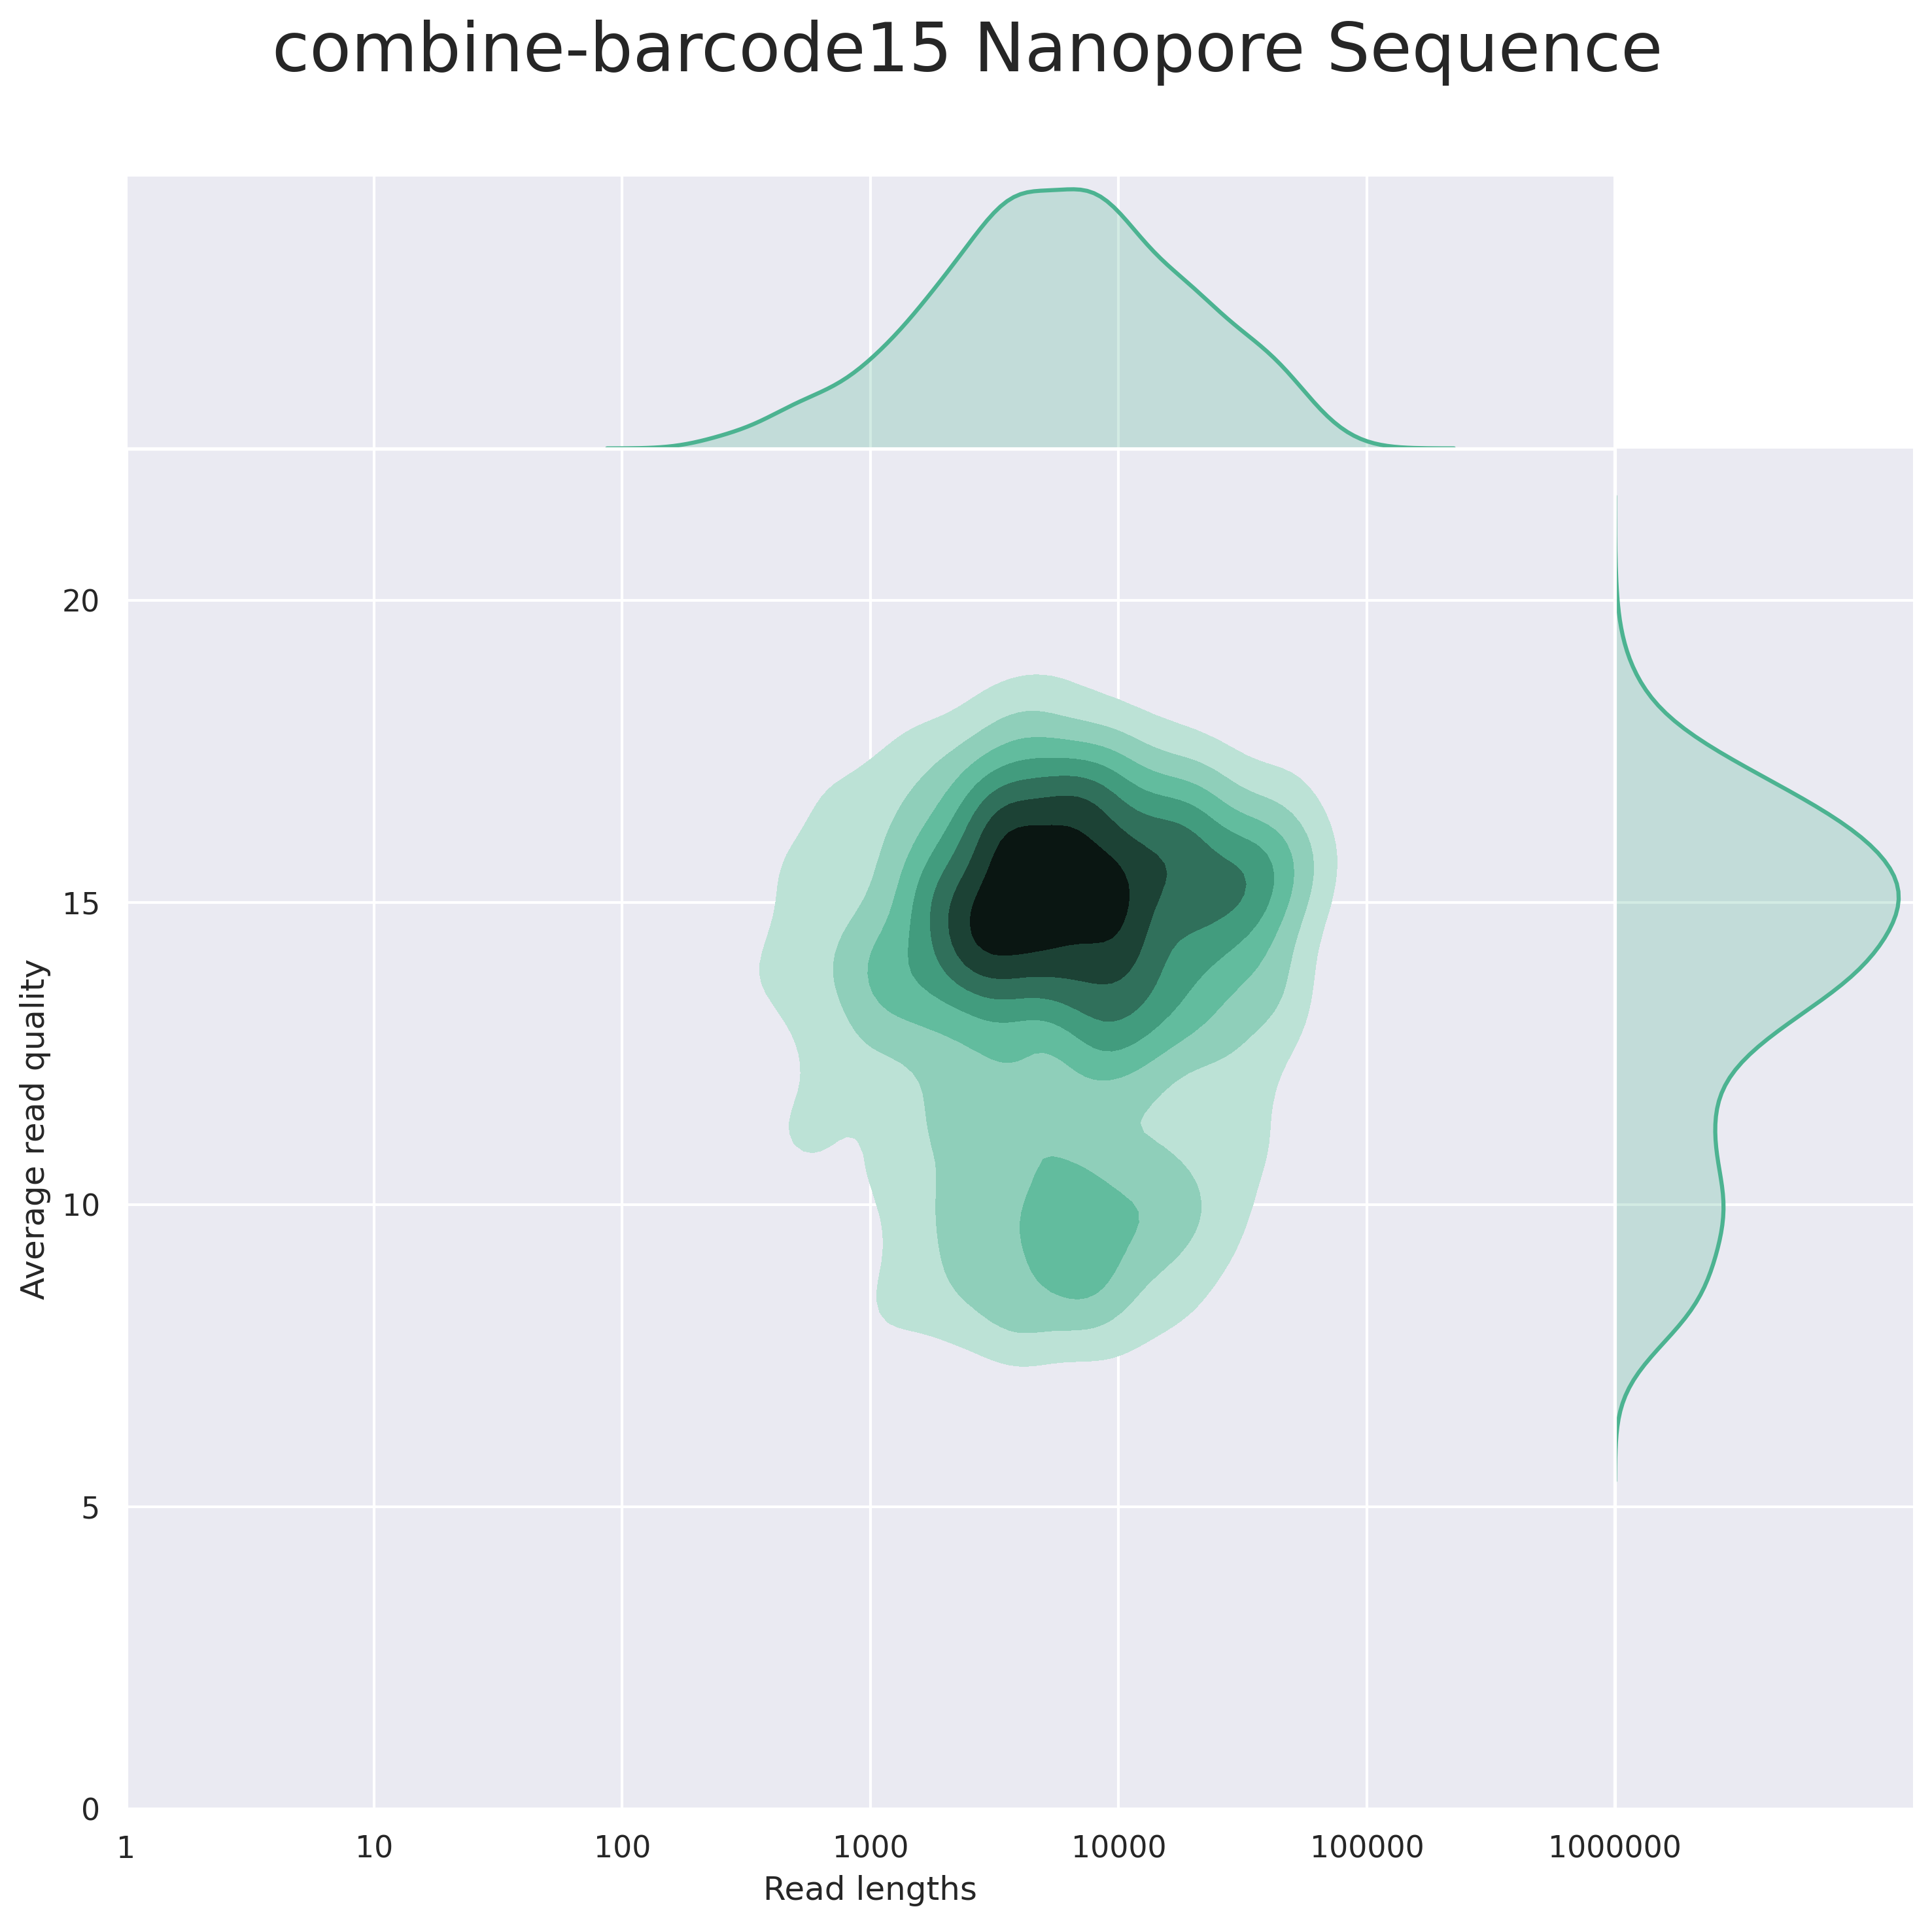 combine-barcode15 Nanopore Sequence
20
15
10
5
0
Average read quality
1 10 100 1000 10000 100000 1000000
Read lengths